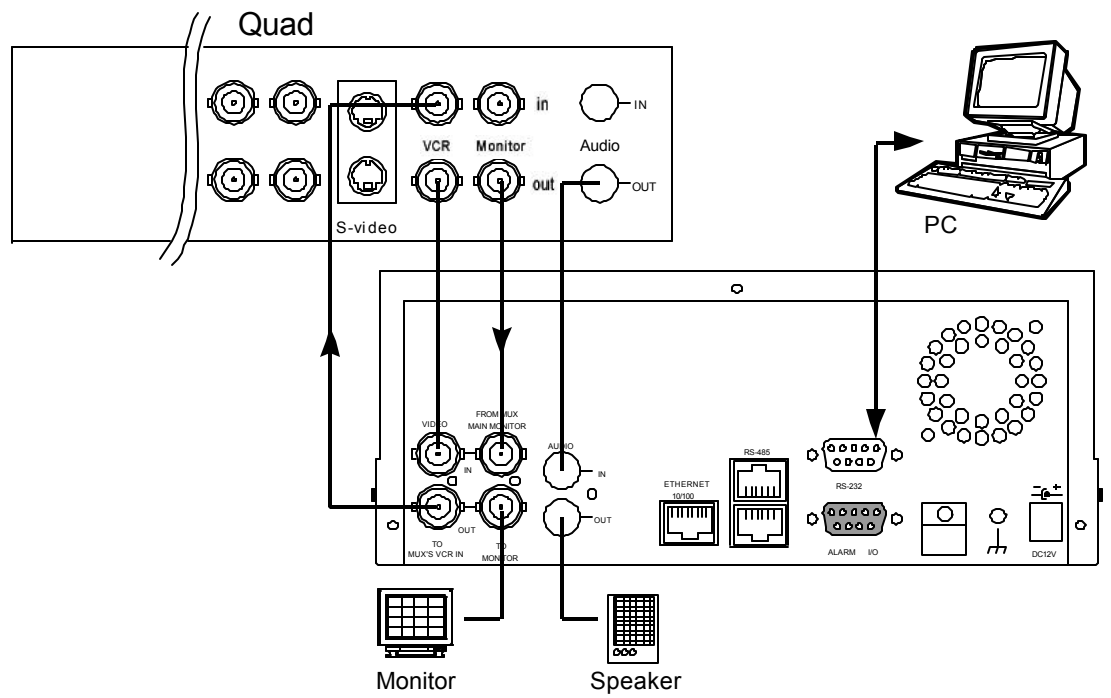 Quad
in
IN
VCR Monitor
Audio
out
OUT
S-video
PC
VIDEO
FROM MUX
MAIN MONITOR
AUDIO
IN
IN
RS-485
ETHERNET
10/100
RS-232
- +
OUT
OUT
TO
MUX'S VCR IN
TO
MONITOR
ALARM I/O
DC12V
Monitor
Speaker